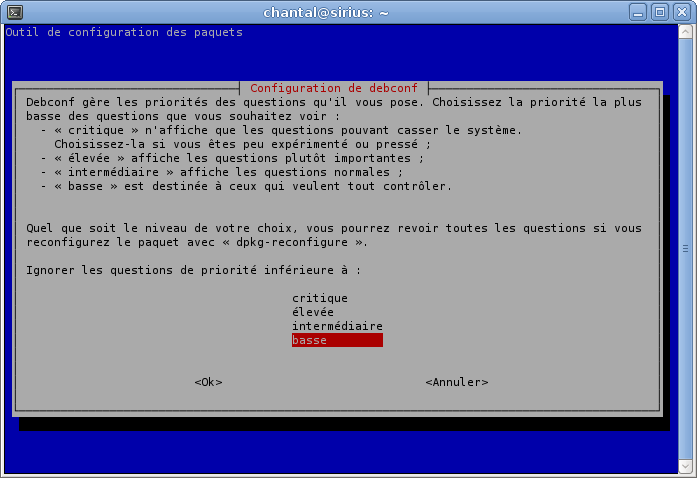 chantal@sirius: ~
Outil de configuration des paquets
Configuration de debconf
Debconf gère les priorités des questions qu'il vous pose. Choisissez la priorité la plus
basse des questions que vous souhaitez voir :
- « critique » n'affiche que les questions pouvant casser le système.
Choisissez-la si vous êtes peu expérimenté ou pressé ;
- « élevée » affiche les questions plutôt importantes ;
- « intermédiaire » affiche les questions normales ;
- « basse » est destinée à ceux qui veulent tout contrôler.
Quel que soit le niveau de votre choix, vous pourrez revoir toutes les questions si vous
reconfigurez le paquet avec « dpkg-reconfigure ».
Ignorer les questions de priorité inférieure à :
critique
élevée
intermédiaire
basse
<Ok> <Annuler>